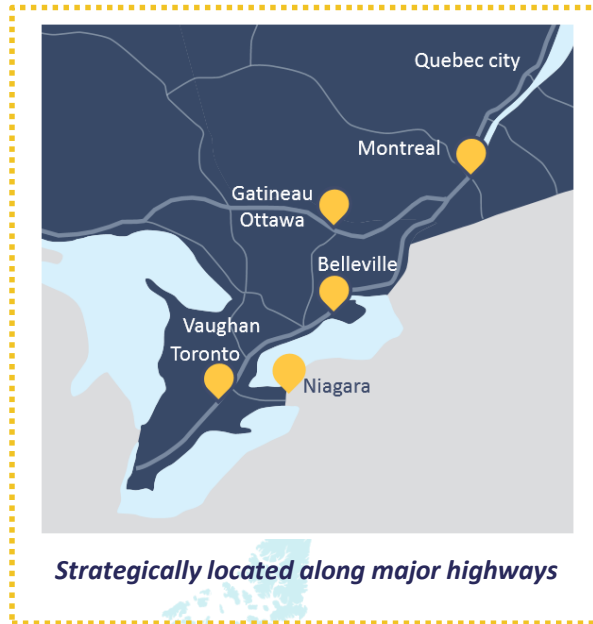 Quebec city
Montreal
Gatineau
Ottawa
Belleville
Vaughan
Toronto
Niagara
Strategically located along major highways